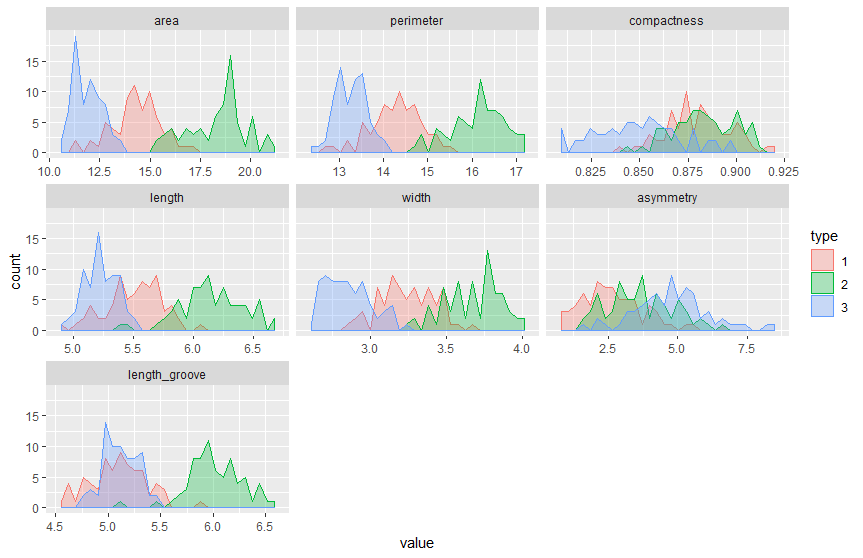 area perimeter compactness
15
10
5
0
10.0 12.5 15.0 17.5 20.0
13 14 15 16 17
0.825 0.850 0.875 0.900 0.925
length width asymmetry
15
10
5
0
5.0 5.5 6.0 6.5
3.0 3.5 4.0
2.5 5.0 7.5
length_groove
15
10
5
0
4.5 5.0 5.5 6.0 6.5
count
value
type
1
2
3